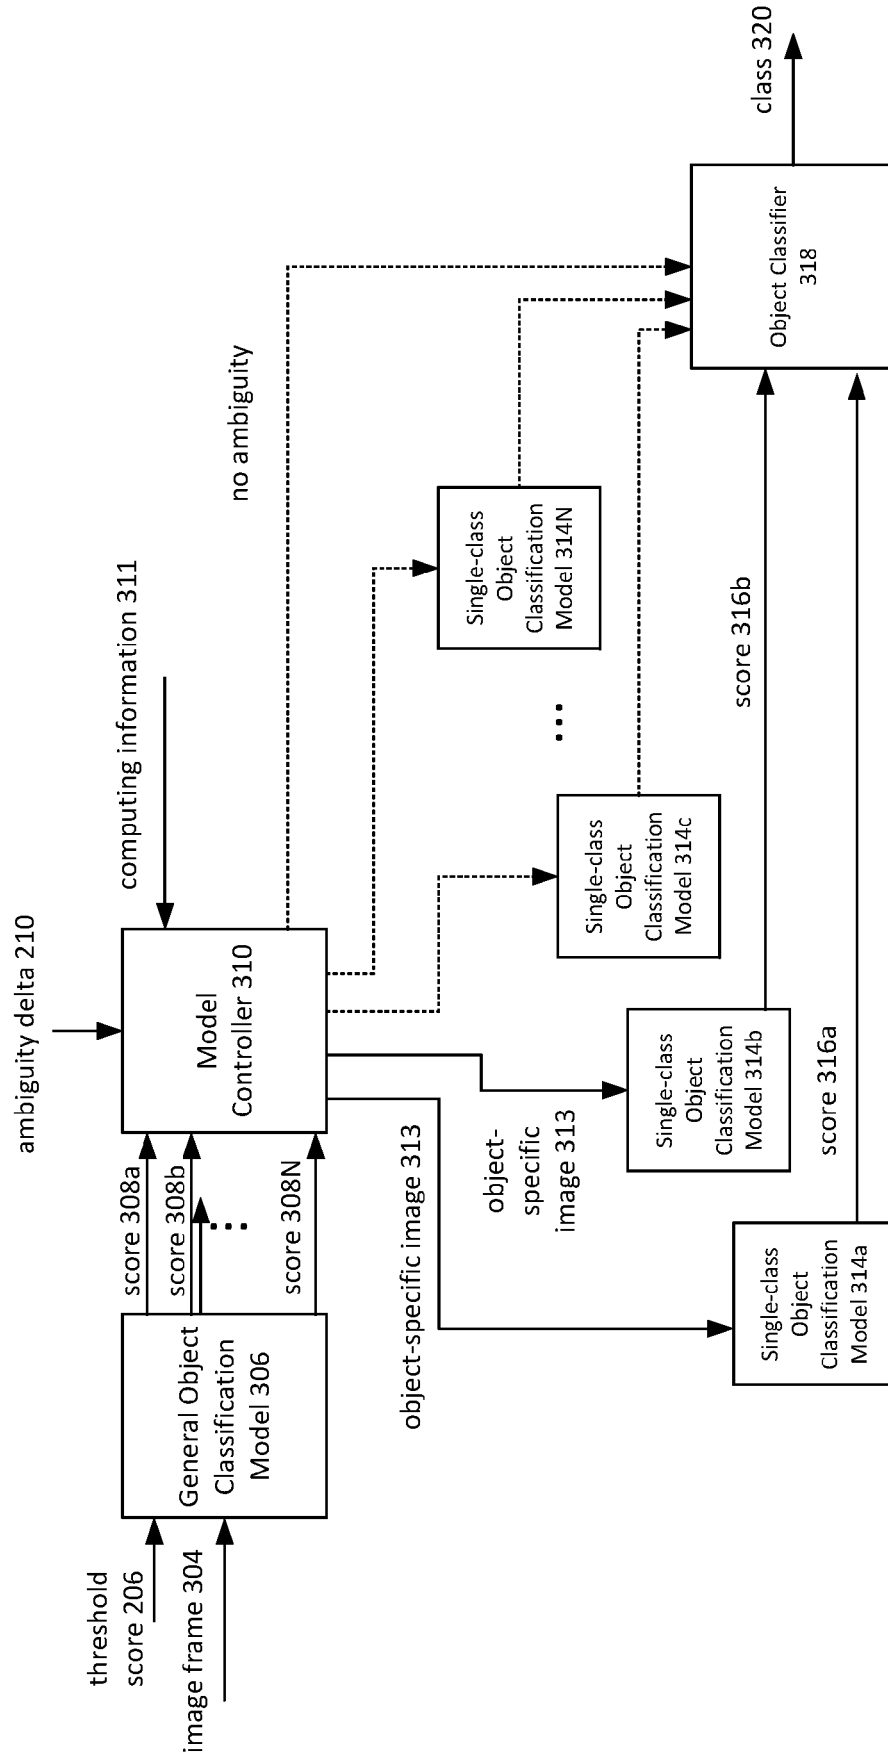 threshold
score 206
image frame 304
General Object
Classification
Model 306
score 308a
score 308b
...
score 308N
ambiguity delta 210
Model
Controller 310
computing information 311
no ambiguity
object-specific image 313
object-
specific
image 313
Single-class
Object
Classification
Model 314a
Single-class
Object
Classification
Model 314b
Single-class
Object
Classification
Model 314c
...
Single-class
Object
Classification
Model 314N
score 316a
score 316b
Object Classifier
318
class 320